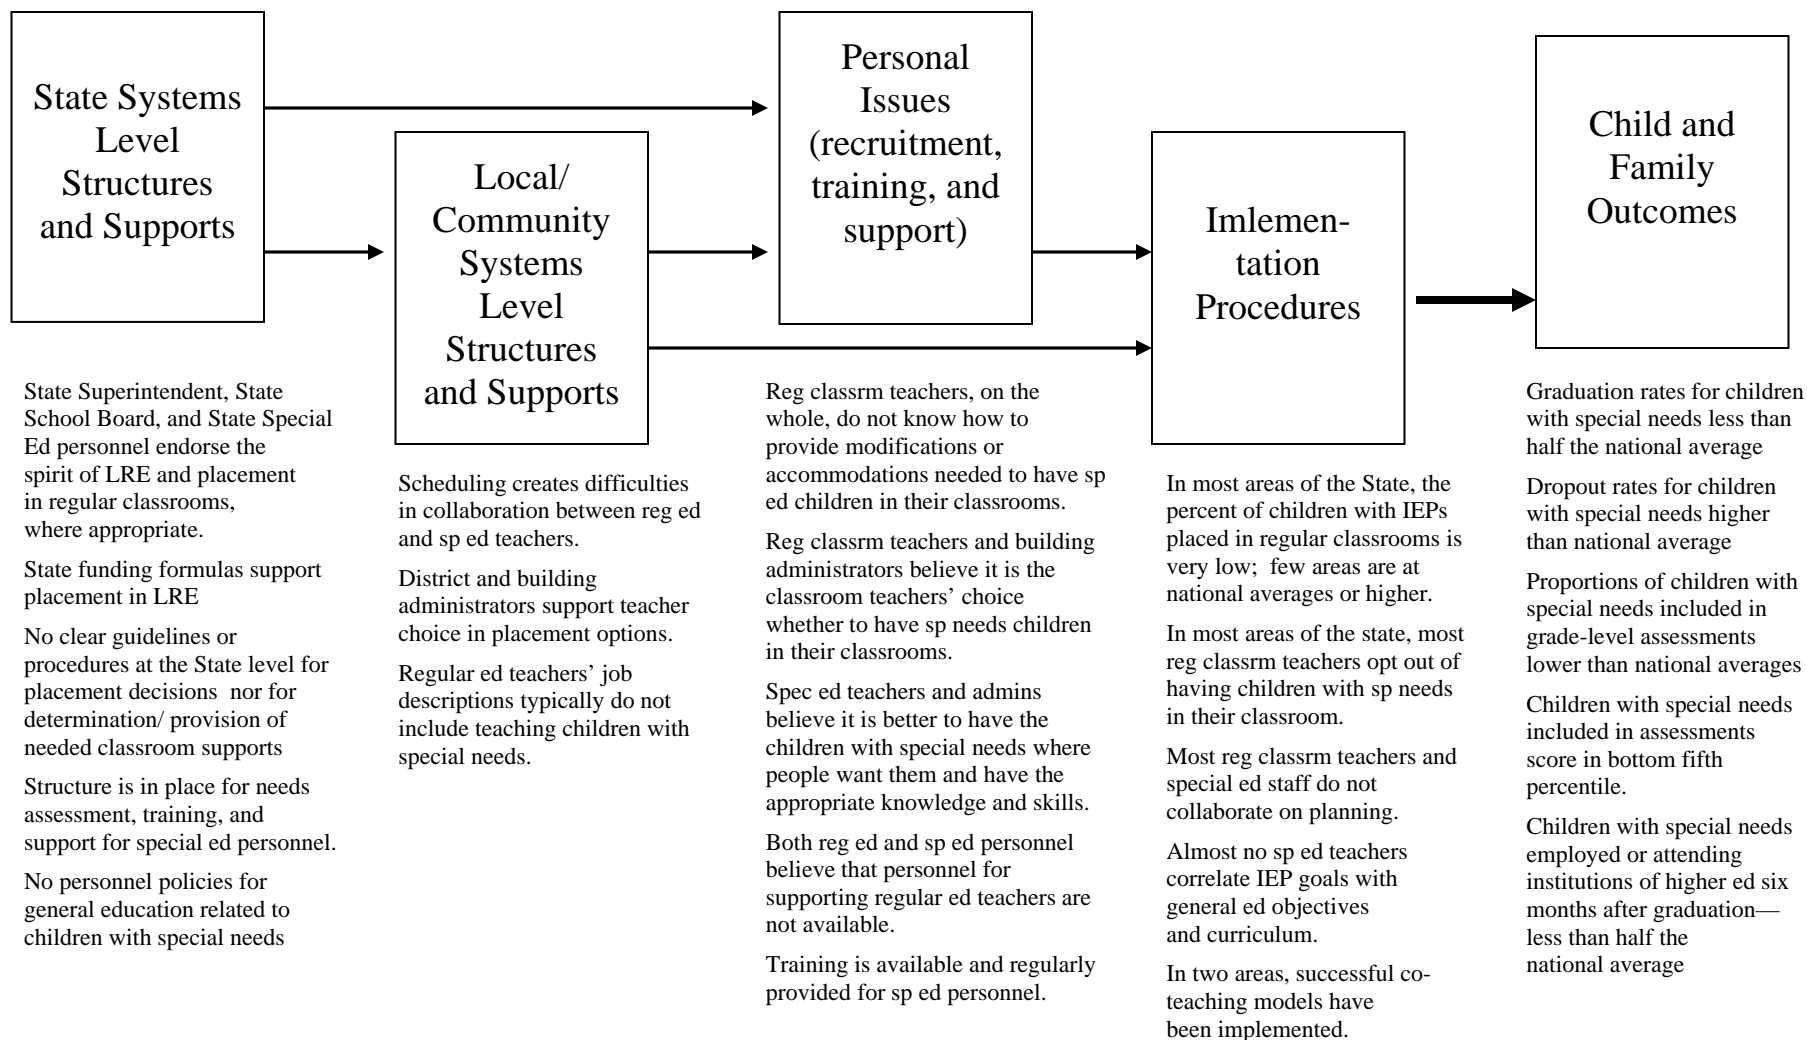 State Systems
Level
Structures
and Supports
Local/
Community
Systems
Level
Structures
and Supports
Personal
Issues
(recruitment,
training, and
support)
Imlemen-
tation
Procedures
Child and
Family
Outcomes
State Superintendent, State
School Board, and State Special
Ed personnel endorse the
spirit of LRE and placement
in regular classrooms,
where appropriate.
State funding formulas support
placement in LRE
No clear guidelines or
procedures at the State level for
placement decisions nor for
determination/ provision of
needed classroom supports
Structure is in place for needs
assessment, training, and
support for special ed personnel.
No personnel policies for
general education related to
children with special needs
Scheduling creates difficulties
in collaboration between reg ed
and sp ed teachers.
District and building
administrators support teacher
choice in placement options.
Regular ed teachers’ job
descriptions typically do not
include teaching children with
special needs.
Reg classrm teachers, on the
whole, do not know how to
provide modifications or
accommodations needed to have sp
ed children in their classrooms.
Reg classrm teachers and building
administrators believe it is the
classroom teachers’ choice
whether to have sp needs children
in their classrooms.
Spec ed teachers and admins
believe it is better to have the
children with special needs where
people want them and have the
appropriate knowledge and skills.
Both reg ed and sp ed personnel
believe that personnel for
supporting regular ed teachers are
not available.
Training is available and regularly
provided for sp ed personnel.
In most areas of the State, the
percent of children with IEPs
placed in regular classrooms is
very low; few areas are at
national averages or higher.
In most areas of the state, most
reg classrm teachers opt out of
having children with sp needs
in their classroom.
Most reg classrm teachers and
special ed staff do not
collaborate on planning.
Almost no sp ed teachers
correlate IEP goals with
general ed objectives
and curriculum.
In two areas, successful co-
teaching models have
been implemented.
Graduation rates for children
with special needs less than
half the national average
Dropout rates for children
with special needs higher
than national average
Proportions of children with
special needs included in
grade-level assessments
lower than national averages
Children with special needs
included in assessments
score in bottom fifth
percentile.
Children with special needs
employed or attending
institutions of higher ed six
months after graduation—
less than half the
national average